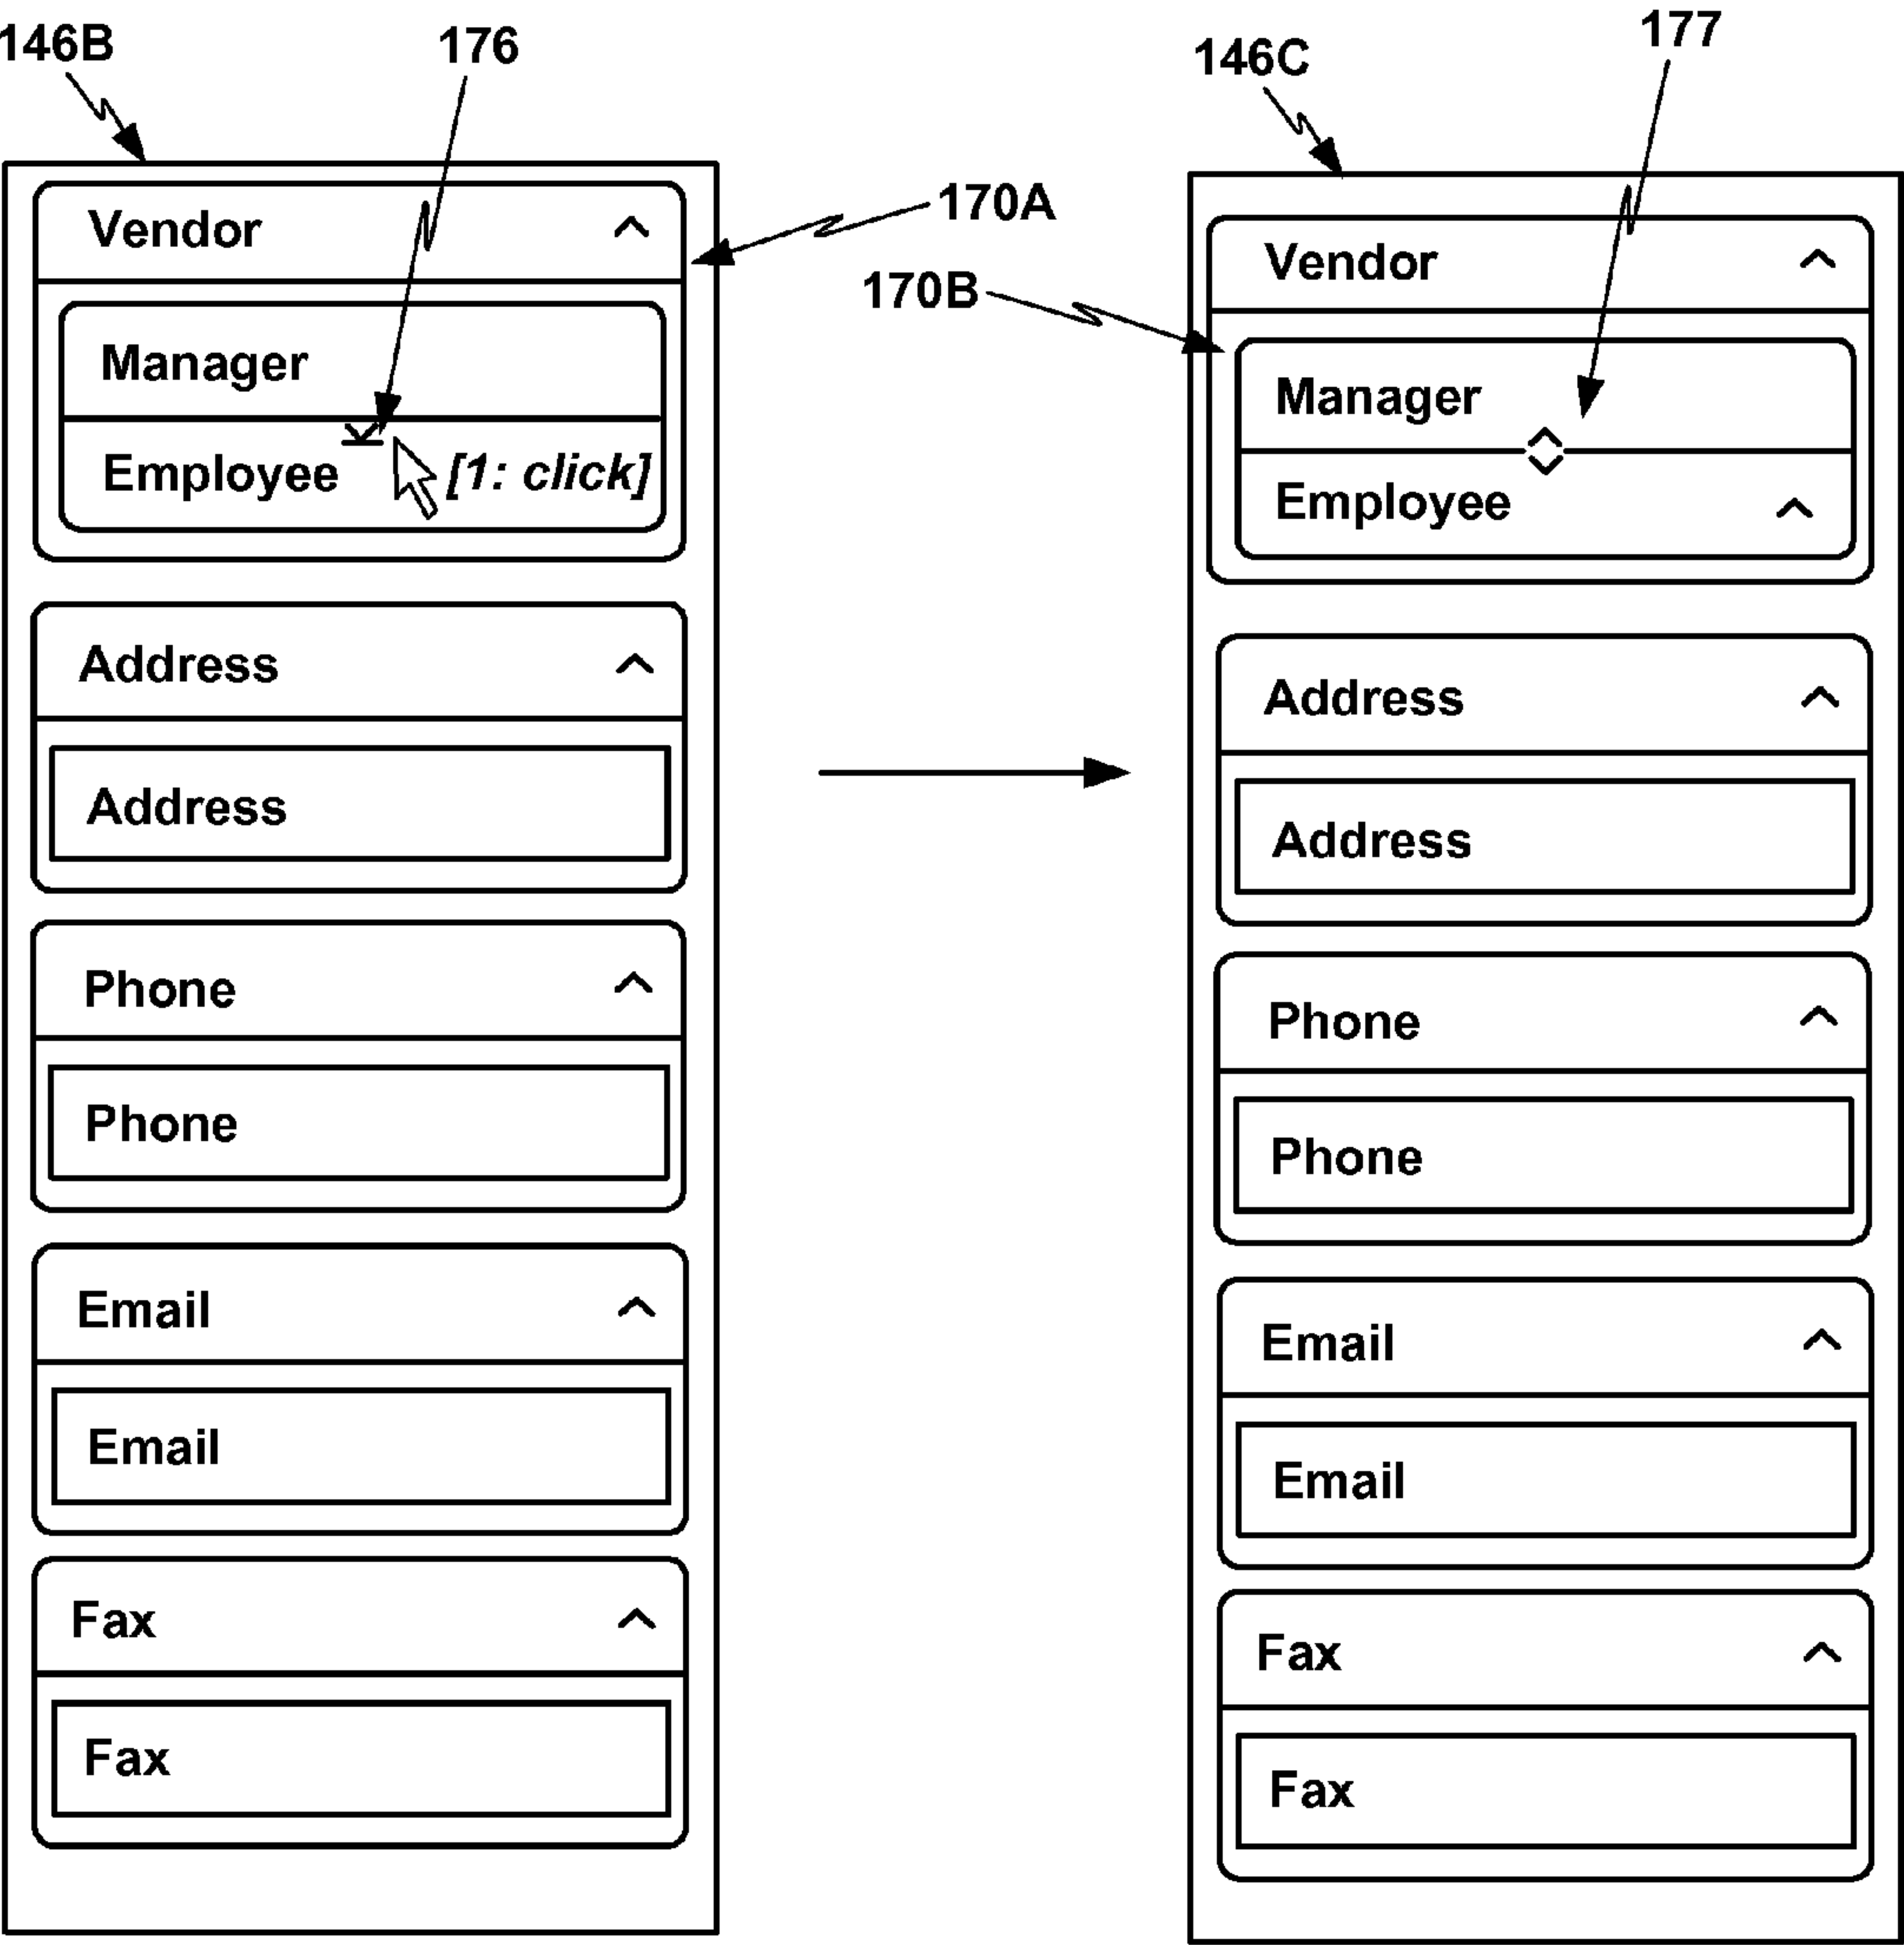 146B
176
170A
Vendor
Manager
Employee
[1: click]
Address
Address
Phone
Phone
Email
Email
Fax
Fax
146C
177
170B
Vendor
Manager
Employee
Address
Address
Phone
Phone
Email
Email
Fax
Fax